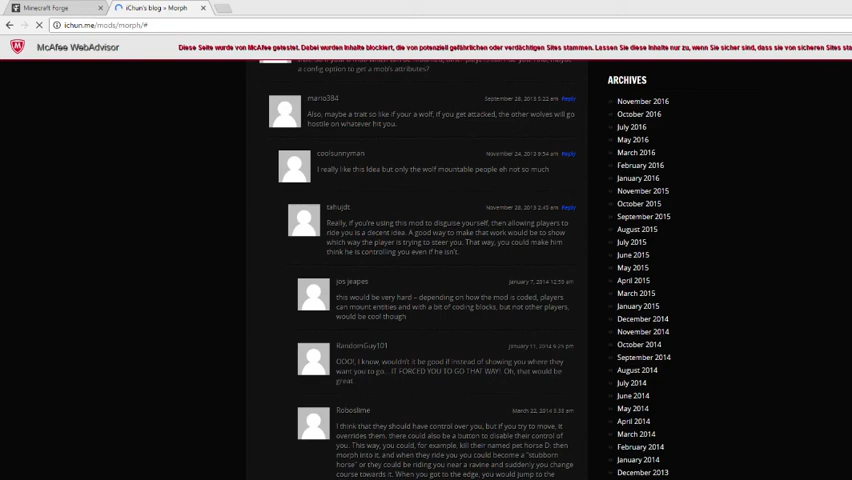 Minecraft Forge
iChun's blog » Morph
ichun.me/mods/morph/#
McAfee WebAdvisor
Diese Seite wurde von McAfee getestet. Dabei wurden Inhalte blockiert, die von potenziell gefährlichen oder verdächtigen Sites stammen. Lassen Sie diese Inhalte nur zu, wenn Sie sicher sind, dass sie von sicheren Sites stamm
a config option to get a mob's attributes?
mario384
September 28, 2013 5:22 am Reply
Also, maybe a trait so like if your a wolf, if you get attacked, the other wolves will go
hostile on whatever hit you.
coolsunnyman
November 24, 2013 8:54 am Reply
I really like this Idea but only the wolf mountable people eh not so much
tahujdt
November 28, 2013 2:45 am Reply
Really, if you're using this mod to disguise yourself, then allowing players to
ride you is a decent idea. A good way to make that work would be to show
which way the player is trying to steer you. That way, you could make him
think he is controlling you even if he isn't.
jos jeapes
January 7, 2014 12:53 am
this would be very hard – depending on how the mod is coded, players
can mount entities and with a bit of coding blocks, but not other players,
would be cool though
RandomGuy101
January 11, 2014 9:25 pm
OOO!, I know, wouldn't it be good if instead of showing you where they
want you to go... IT FORCED YOU TO GO THAT WAY! Oh, that would be
great.
Roboslime
March 22, 2014 5:38 am
I think that they should have control over you, but if you try to move, it
overrides them, there could also be a button to disable their control of
you. This way, you could, for example, kill their named pet horse D: then
morph into it, and when they ride you you could become a "stubborn
horse" or they could be riding you near a ravine and suddenly you change
course towards it. When you got to the edge, you would jump to the
ARCHIVES
November 2016
October 2016
July 2016
May 2016
March 2016
February 2016
January 2016
November 2015
October 2015
September 2015
August 2015
July 2015
June 2015
May 2015
April 2015
March 2015
January 2015
December 2014
November 2014
October 2014
September 2014
August 2014
July 2014
June 2014
May 2014
April 2014
March 2014
February 2014
January 2014
December 2013